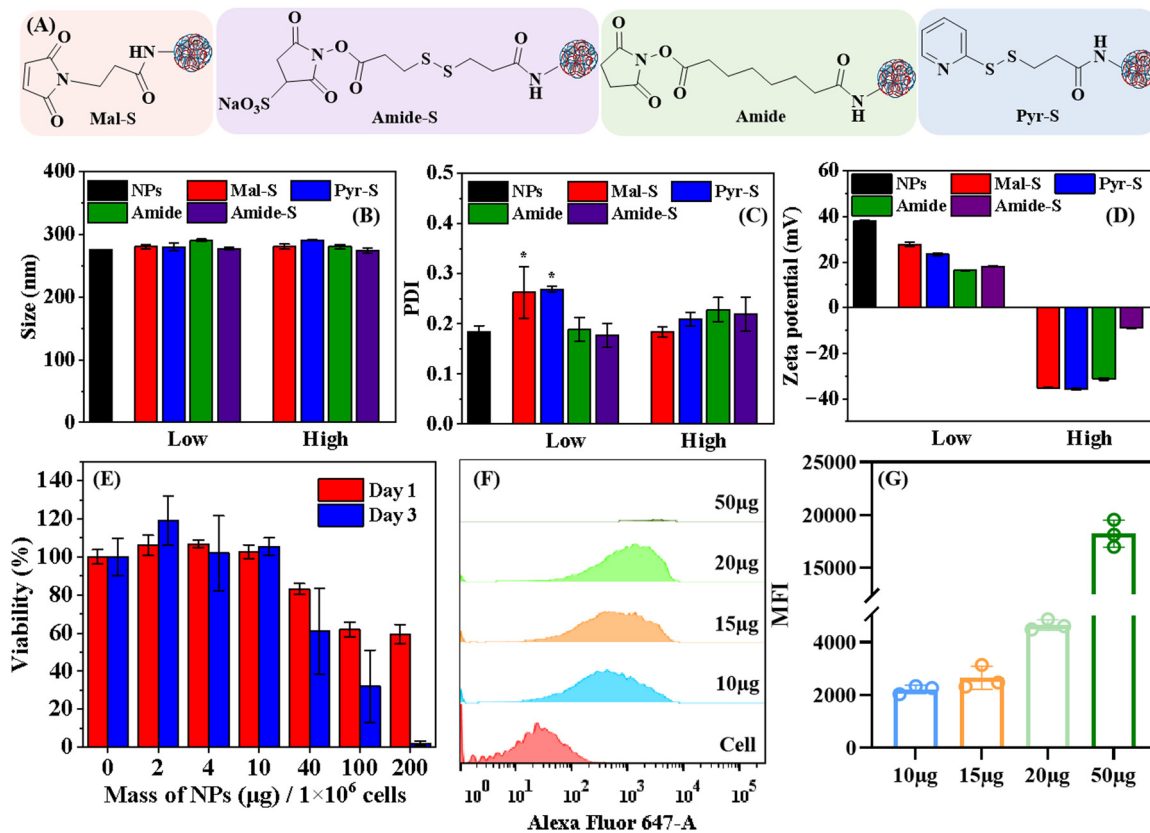 (A)
O
N
O
O
HN
Mal-S
O
N
O
O
O
S
S
O
N
H
NaO₃S
Amide-S
O
N
O
O
O
O
N
H
Amide
N
S
S
O
H
N
Pyr-S
400
300
200
100
0
Size (nm)
NPs Mal-S Pyr-S
Amide Amide-S
(B)
Low High
0.5
0.4
0.3
0.2
0.1
0.0
PDI
NPs Mal-S Pyr-S
Amide Amide-S
(C)
* *
Low High
60
40
20
0
−20
−40
Zeta potential (mV)
NPs Mal-S Pyr-S
Amide Amide-S
(D)
Low High
(E)
Day 1
Day 3
140
120
100
80
60
40
20
0
Viability (%)
0 2 4 10 40 100 200
Mass of NPs (µg) / 1×10⁶ cells
(F)
50µg
20µg
15µg
10µg
Cell
10⁰ 10¹ 10² 10³ 10⁴ 10⁵
Alexa Fluor 647-A
(G)
25000
20000
15000
4000
2000
0
MFI
10µg 15µg 20µg 50µg